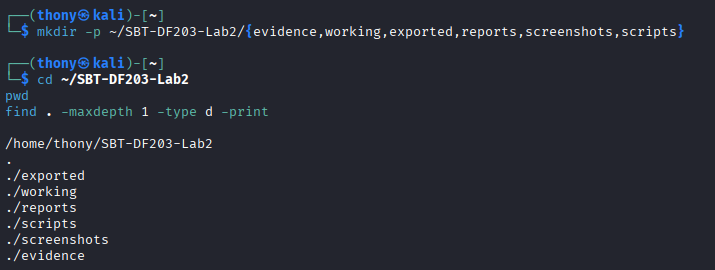 ┌──(thony㉿kali)-[~]
└─$ mkdir -p ~/SBT-DF203-Lab2/{evidence,working,exported,reports,screenshots,scripts}
┌──(thony㉿kali)-[~]
└─$ cd ~/SBT-DF203-Lab2
pwd
find . -maxdepth 1 -type d -print
/home/thony/SBT-DF203-Lab2
.
./exported
./working
./reports
./scripts
./screenshots
./evidence